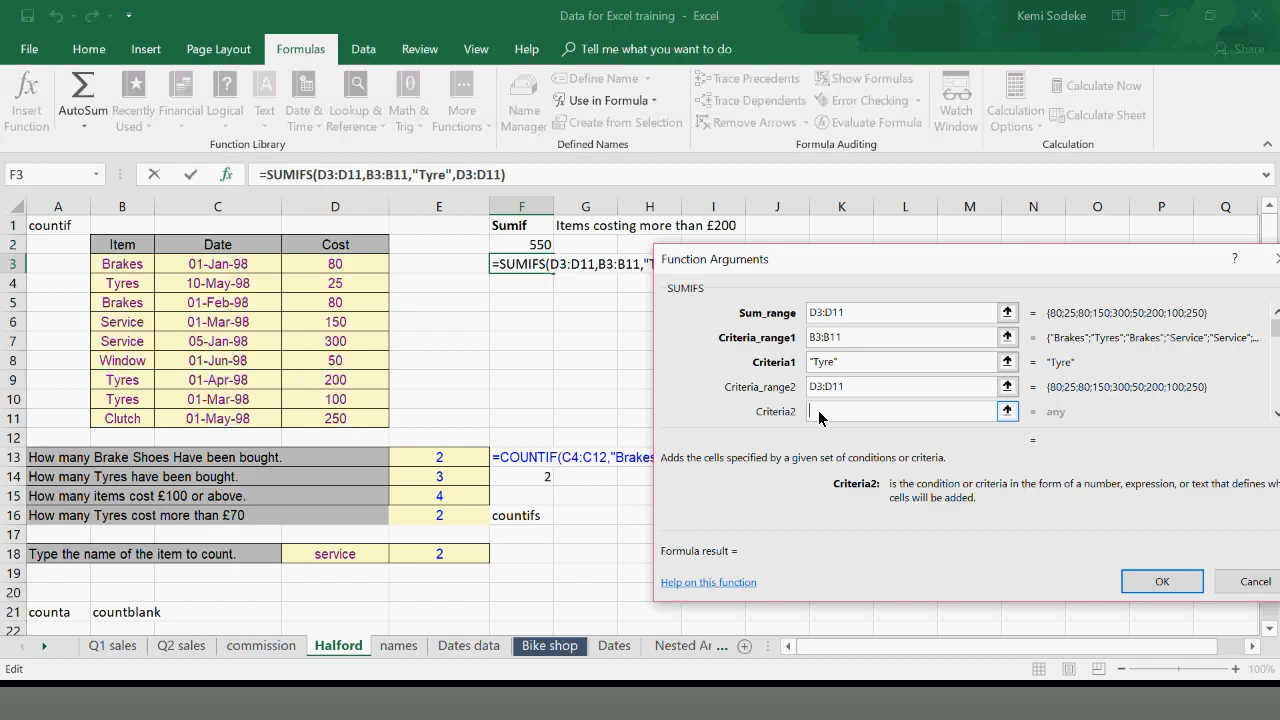 Data for Excel training - Excel
Kemi Sodeke
File Home Insert Page Layout Formulas Data Review View Help Tell me what you want to do Share
Insert Function
AutoSum
Recently Used
Financial
Logical
Text
Date & Time
Lookup & Reference
Math & Trig
More Functions
Function Library
Name Manager
Define Name
Use in Formula
Create from Selection
Defined Names
Trace Precedents
Trace Dependents
Remove Arrows
Show Formulas
Error Checking
Evaluate Formula
Formula Auditing
Watch Window
Calculation Options
Calculate Now
Calculate Sheet
Calculation
F3 fx =SUMIFS(D3:D11,B3:B11,"Tyre",D3:D11)
A B C D E F G H I J K L M N O P Q
1 countif Sumif Items costing more than £200
2 Item Date Cost 550
3 Brakes 01-Jan-98 80 =SUMIFS(D3:D11,B3:B11,"T
4 Tyres 10-May-98 25
5 Brakes 01-Feb-98 80
6 Service 01-Mar-98 150
7 Service 05-Jan-98 300
8 Window 01-Jun-98 50
9 Tyres 01-Apr-98 200
10 Tyres 01-Mar-98 100
11 Clutch 01-May-98 250
12
13 How many Brake Shoes Have been bought. 2 =COUNTIF(C4:C12,"Brakes
14 How many Tyres have been bought. 3 2
15 How many items cost £100 or above. 4
16 How many Tyres cost more than £70 2 countifs
17
18 Type the name of the item to count. service 2
19
20
21 counta countblank
22
Function Arguments ?
SUMIFS
Sum_range D3:D11 = {80;25;80;150;300;50;200;100;250}
Criteria_range1 B3:B11 = {"Brakes";"Tyres";"Brakes";"Service";"Service";...
Criteria1 "Tyre" = "Tyre"
Criteria_range2 D3:D11 = {80;25;80;150;300;50;200;100;250}
Criteria2 = any
=
Adds the cells specified by a given set of conditions or criteria.
Criteria2: is the condition or criteria in the form of a number, expression, or text that defines wh
cells will be added.
Formula result =
Help on this function OK Cancel
Q1 sales Q2 sales commission Halford names Dates data Bike shop Dates Nested Ar ...
Edit 100%